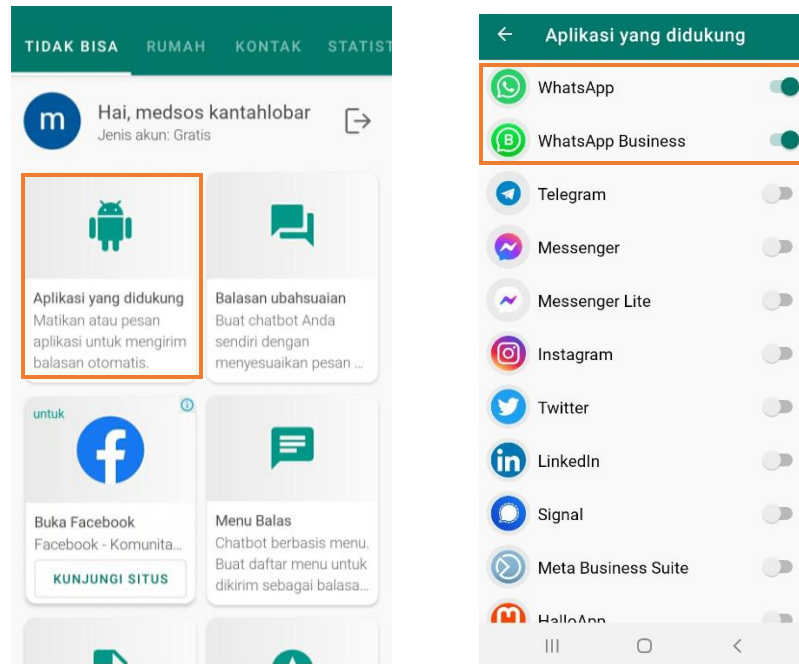 TIDAK BISA RUMAH KONTAK STATIST
m
Hai, medsos kantahlobar
Jenis akun: Gratis
Aplikasi yang didukung
Matikan atau pesan
aplikasi untuk mengirim
balasan otomatis.
Balasan ubahsuaian
Buat chatbot Anda
sendiri dengan
menyesuaikan pesan ...
untuk
Buka Facebook
Facebook - Komunita...
KUNJUNGI SITUS
Menu Balas
Chatbot berbasis menu.
Buat daftar menu untuk
dikirim sebagai balasa...
Aplikasi yang didukung
WhatsApp
B
WhatsApp Business
Telegram
Messenger
Messenger Lite
Instagram
Twitter
in
LinkedIn
Signal
Meta Business Suite
HalloApp